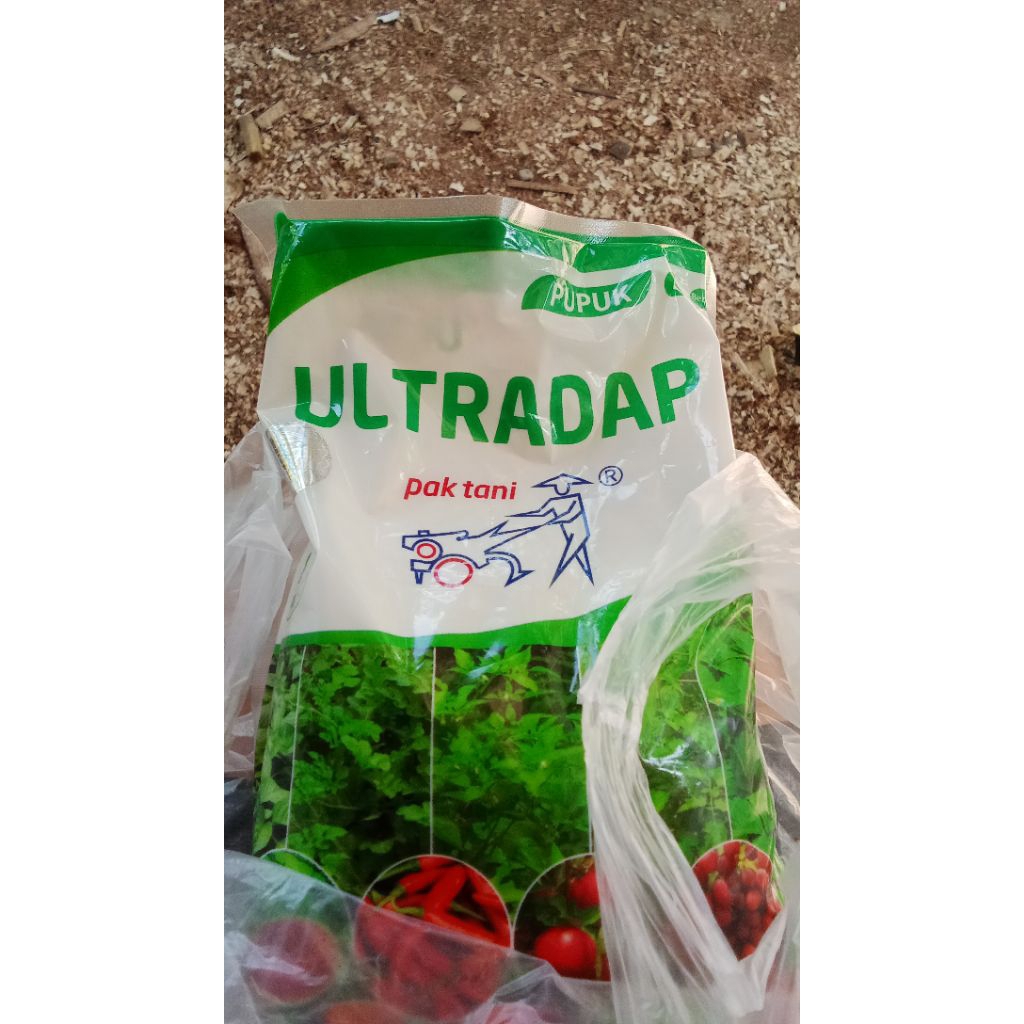 PUPUK
ULTRADAP
pak tani ®